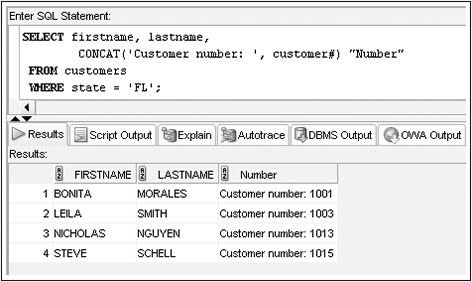 Enter SQL Statement:
SELECT firstname, lastname,
CONCAT('Customer number: ', customer#) "Number"
FROM customers
WHERE state = 'FL';
Results Script Output Explain Autotrace DBMS Output OWA Output
Results:
FIRSTNAME LASTNAME Number
1 BONITA MORALES Customer number: 1001
2 LEILA SMITH Customer number: 1003
3 NICHOLAS NGUYEN Customer number: 1013
4 STEVE SCHELL Customer number: 1015